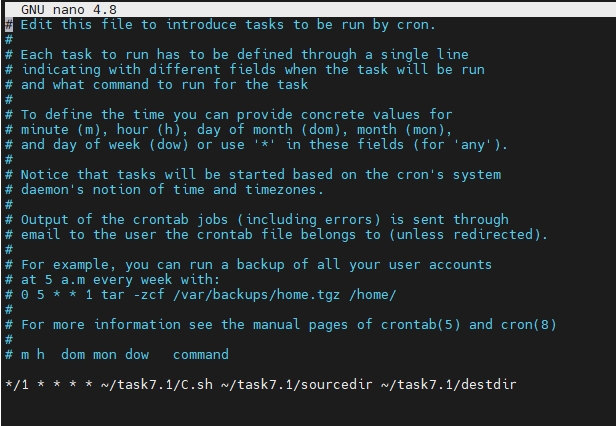 GNU nano 4.8
# Edit this file to introduce tasks to be run by cron.
#
# Each task to run has to be defined through a single line
# indicating with different fields when the task will be run
# and what command to run for the task
#
# To define the time you can provide concrete values for
# minute (m), hour (h), day of month (dom), month (mon),
# and day of week (dow) or use '*' in these fields (for 'any').
#
# Notice that tasks will be started based on the cron's system
# daemon's notion of time and timezones.
#
# Output of the crontab jobs (including errors) is sent through
# email to the user the crontab file belongs to (unless redirected).
#
# For example, you can run a backup of all your user accounts
# at 5 a.m every week with:
# 0 5 * * 1 tar -zcf /var/backups/home.tgz /home/
#
# For more information see the manual pages of crontab(5) and cron(8)
#
# m h  dom mon dow   command
*/1 * * * * ~/task7.1/C.sh ~/task7.1/sourcedir ~/task7.1/destdir